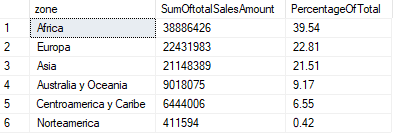 zone SumOftotalSalesAmount PercentageOfTotal
1 Africa 38886426 39.54
2 Europa 22431983 22.81
3 Asia 21148389 21.51
4 Australia y Oceania 9018075 9.17
5 Centroamerica y Caribe 6444006 6.55
6 Norteamerica 411594 0.42